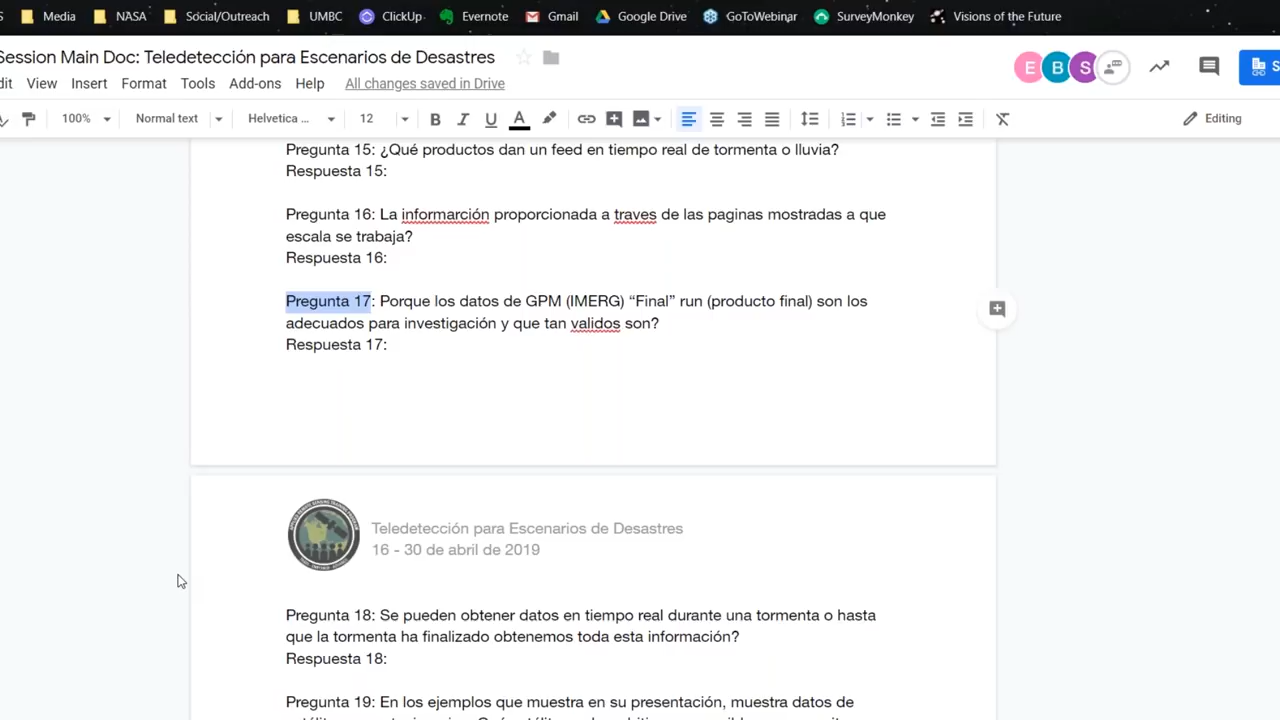 Media NASA Social/Outreach UMBC ClickUp Evernote Gmail Google Drive GoToWebinar SurveyMonkey Visions of the Future
Session Main Doc: Teledetección para Escenarios de Desastres
View Insert Format Tools Add-ons Help All changes saved in Drive
E B S
100% Normal text Helvetica ... 12 B I U A Editing
Pregunta 15: ¿Qué productos dan un feed en tiempo real de tormenta o lluvia?
Respuesta 15:
Pregunta 16: La informarción proporcionada a traves de las paginas mostradas a que
escala se trabaja?
Respuesta 16:
Pregunta 17: Porque los datos de GPM (IMERG) “Final” run (producto final) son los
adecuados para investigación y que tan validos son?
Respuesta 17:
Teledetección para Escenarios de Desastres
16 - 30 de abril de 2019
Pregunta 18: Se pueden obtener datos en tiempo real durante una tormenta o hasta
que la tormenta ha finalizado obtenemos toda esta información?
Respuesta 18:
Pregunta 19: En los ejemplos que muestra en su presentación, muestra datos de